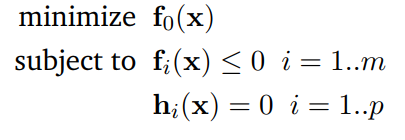 minimize f₀(x)
subject to fᵢ(x) ≤ 0 i = 1..m
hᵢ(x) = 0 i = 1..p